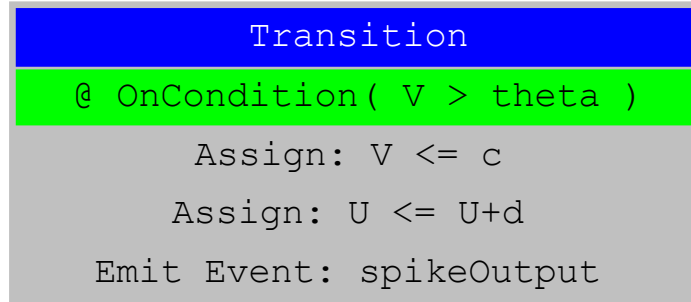 Transition
@ OnCondition( V > theta )
Assign: V <= c
Assign: U <= U+d
Emit Event: spikeOutput